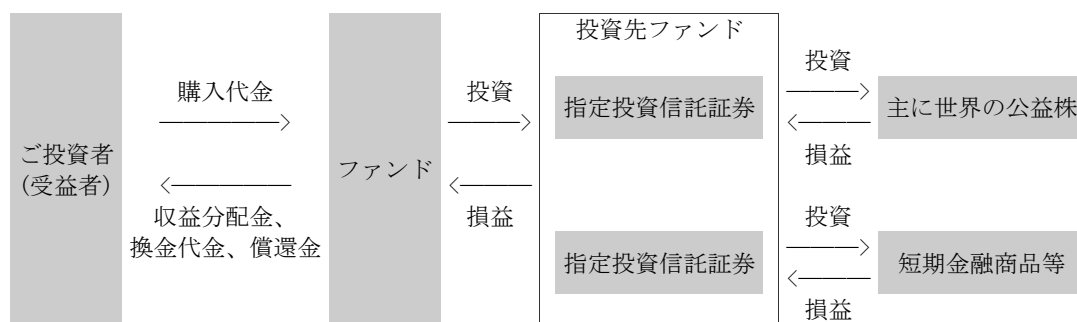 ご投資者
(受益者)
購入代金
収益分配金、
換金代金、償還金
ファンド
投資
損益
投資先ファンド
指定投資信託証券
指定投資信託証券
投資
損益
主に世界の公益株
投資
損益
短期金融商品等